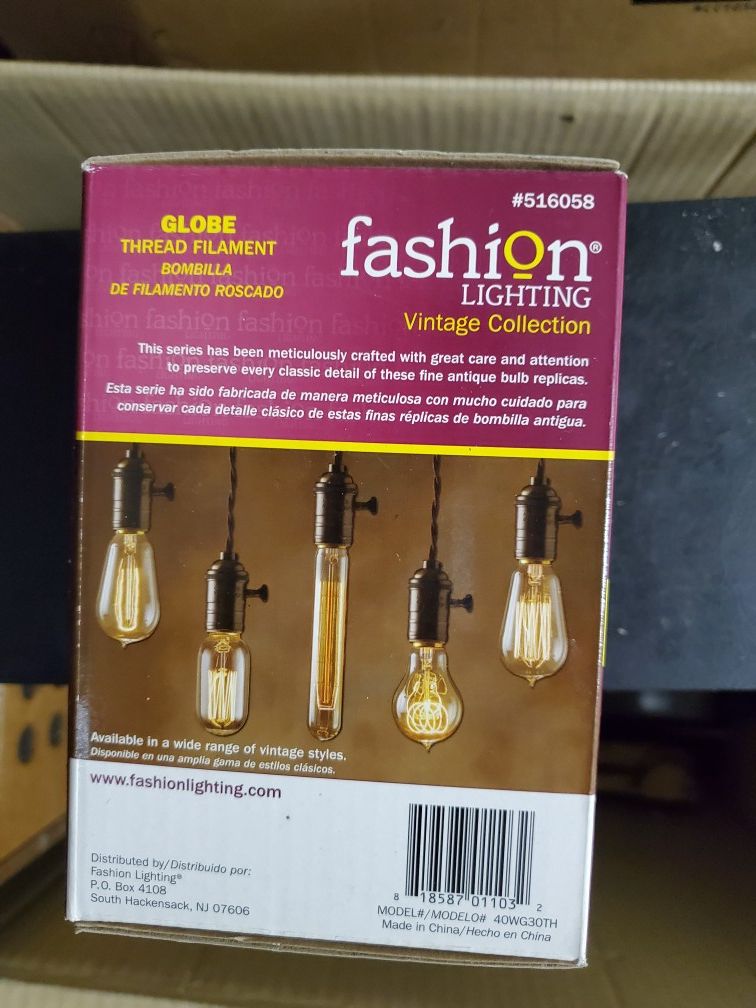 #516058
GLOBE
THREAD FILAMENT
BOMBILLA
DE FILAMENTO ROSCADO
fashion®
LIGHTING
Vintage Collection
This series has been meticulously crafted with great care and attention
to preserve every classic detail of these fine antique bulb replicas.
Esta serie ha sido fabricada de manera meticulosa con mucho cuidado para
conservar cada detalle clásico de estas finas réplicas de bombilla antigua.
Available in a wide range of vintage styles.
Disponible en una amplia gama de estilos clásicos.
www.fashionlighting.com
Distributed by/Distribuido por:
Fashion Lighting®
P.O. Box 4108
South Hackensack, NJ 07606
8 18587 01103 2
MODEL#/MODELO# 40WG30TH
Made in China/Hecho en China